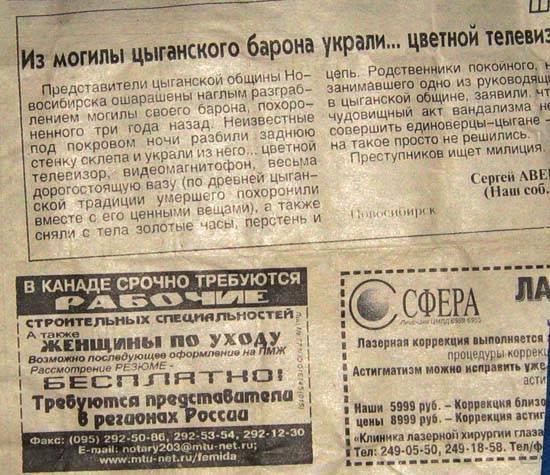 Из могилы цыганского барона украли... цветной телевиз
Представители цыганской общины Но-
восибирска ошарашены наглым разграб-
лением могилы своего барона, похоро-
ненного три года назад. Неизвестные
под покровом ночи разбили заднюю
стенку склепа и украли из него... цветной
телевизор, видеомагнитофон, весьма
дорогостоящую вазу (по древней цыган-
ской традиции умершего похоронили
вместе с его ценными вещами), а также
сняли с тела золотые часы, перстень и
цепь. Родственники покойного, н
занимавшего одно из руководящ
в цыганской общине, заявили, чт
чудовищный акт вандализма не
совершить единоверцы-цыгане –
на такое просто не решились.
Преступников ищет милиция.
Сергей АВЕР
(Наш соб.
Новосибирск
В КАНАДЕ СРОЧНО ТРЕБУЮТСЯ
РАБОЧИЕ
СТРОИТЕЛЬНЫХ СПЕЦИАЛЬНОСТЕЙ
А также
ЖЕНЩИНЫ ПО УХОДУ
Возможно последующее оформление на ПМЖ
Рассмотрение РЕЗЮМЕ -
БЕСПЛАТНО!
Требуются представители
в регионах России
Факс: (095) 292-50-86, 292-53-54, 292-12-30
E-mail: notary203@mtu-net.ru;
www.mtu-net.ru/femida
СФЕРА
ЛА
Лазерная коррекция выполняется
процедуры коррекц
Астигматизм можно исправить уже
Наши 5999 руб. – Коррекция близо
цены 8999 руб. – Коррекция астиг
«Клиника лазерной хирургии глаза
Тел: 249-05-50, 249-18-58. Тел/ф